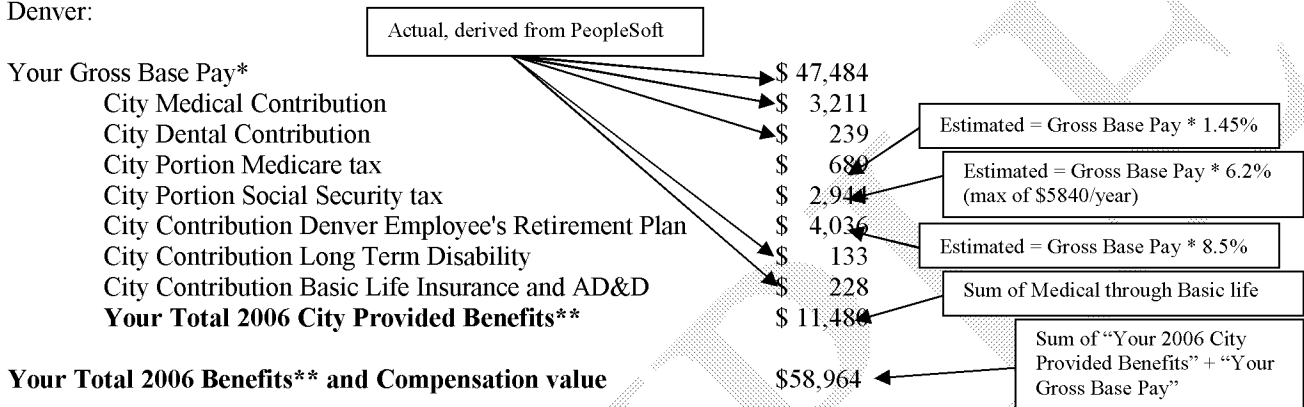 Denver:
Actual, derived from PeopleSoft
Your Gross Base Pay* $ 47,484
City Medical Contribution $ 3,211
City Dental Contribution $ 239
Estimated = Gross Base Pay * 1.45%
City Portion Medicare tax $ 689
Estimated = Gross Base Pay * 6.2%
(max of $5840/year)
City Portion Social Security tax $ 2,944
City Contribution Denver Employee's Retirement Plan $ 4,036
Estimated = Gross Base Pay * 8.5%
City Contribution Long Term Disability $ 133
City Contribution Basic Life Insurance and AD&D $ 228
Sum of Medical through Basic life
Your Total 2006 City Provided Benefits** $ 11,480
Sum of “Your 2006 City
Provided Benefits” + “Your
Gross Base Pay”
Your Total 2006 Benefits** and Compensation value $58,964